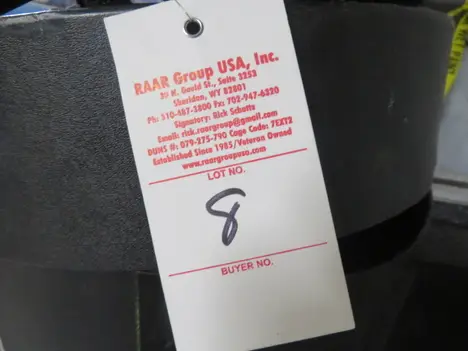 RAAR Group USA, Inc.
30 N. Gould St., Suite 3253
Sheridan, WY 82801
Ph: 310-487-3800 Fx: 702-947-6220
Signatory: Rick Schatz
Email: rick.raargroup@gmail.com
DUNS #: 079-275-790 Cage Code: 7EXT2
Established Since 1985/Veteran Owned
www.raargroupusa.com
LOT NO.
8
BUYER NO.